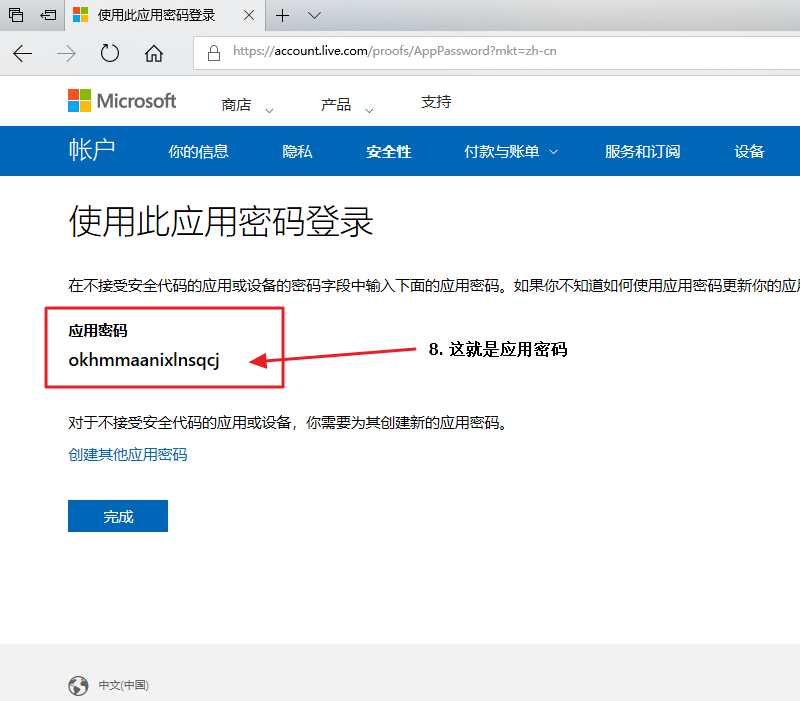 使用此应用密码登录
https://account.live.com/proofs/AppPassword?mkt=zh-cn
Microsoft 商店 产品 支持
帐户 你的信息 隐私 安全性 付款与账单 服务和订阅 设备
使用此应用密码登录
在不接受安全代码的应用或设备的密码字段中输入下面的应用密码。如果你不知道如何使用应用密码更新你的应
应用密码
okhmmaanixlnsqcj
8. 这就是应用密码
对于不接受安全代码的应用或设备，你需要为其创建新的应用密码。
创建其他应用密码
完成
中文(中国)